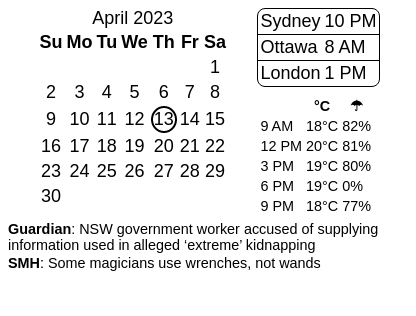 April 2023
Su Mo Tu We Th Fr Sa
1
2 3 4 5 6 7 8
9 10 11 12 13 14 15
16 17 18 19 20 21 22
23 24 25 26 27 28 29
30
Sydney 10 PM
Ottawa 8 AM
London 1 PM
°C ☂
9 AM 18°C 82%
12 PM 20°C 81%
3 PM 19°C 80%
6 PM 19°C 0%
9 PM 18°C 77%
Guardian: NSW government worker accused of supplying
information used in alleged ‘extreme’ kidnapping
SMH: Some magicians use wrenches, not wands